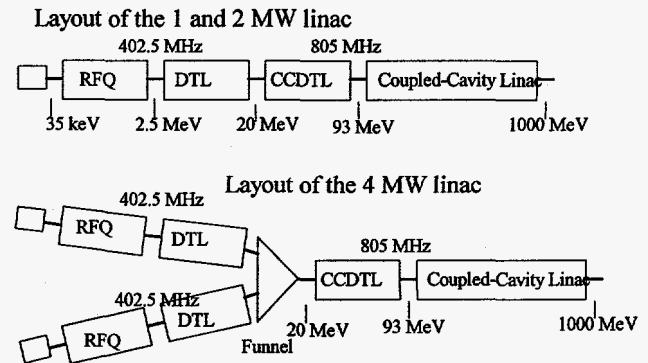 Layout of the 1 and 2 MW linac
402.5 MHz 805 MHz
RFQ DTL CCDTL Coupled-Cavity Linac
35 keV 2.5 MeV 20 MeV 93 MeV 1000 MeV
Layout of the 4 MW linac
402.5 MHz
RFQ DTL
805 MHz
CCDTL Coupled-Cavity Linac
402.5 MHz
RFQ DTL
20 MeV 93 MeV 1000 MeV
Funnel